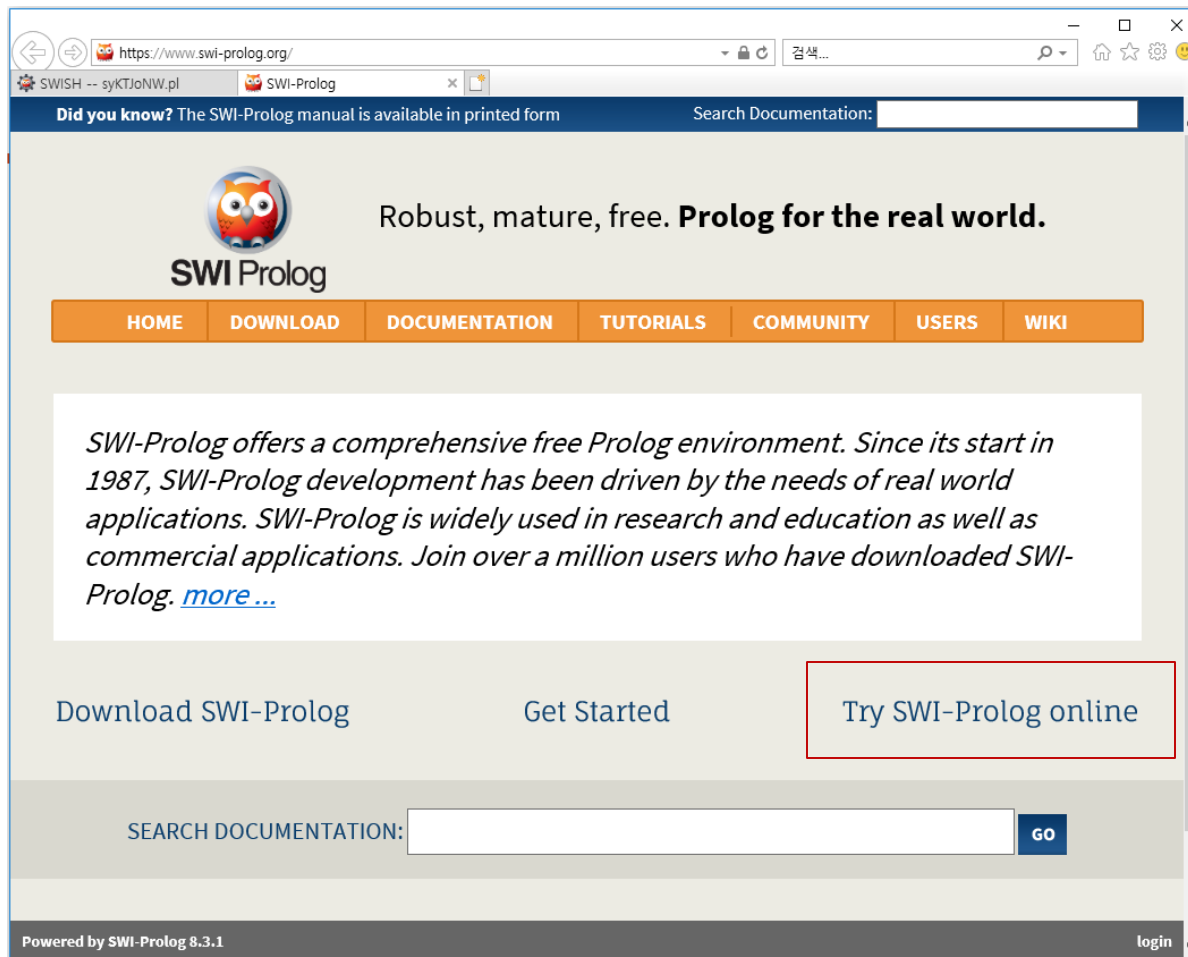 https://www.swi-prolog.org/
검색...
SWISH -- syKTJoNW.pl
SWI-Prolog
Did you know? The SWI-Prolog manual is available in printed form
Search Documentation:
SWI Prolog
Robust, mature, free. Prolog for the real world.
HOME
DOWNLOAD
DOCUMENTATION
TUTORIALS
COMMUNITY
USERS
WIKI
SWI-Prolog offers a comprehensive free Prolog environment. Since its start in
1987, SWI-Prolog development has been driven by the needs of real world
applications. SWI-Prolog is widely used in research and education as well as
commercial applications. Join over a million users who have downloaded SWI-
Prolog. more ...
Download SWI-Prolog
Get Started
Try SWI-Prolog online
SEARCH DOCUMENTATION:
GO
Powered by SWI-Prolog 8.3.1
login